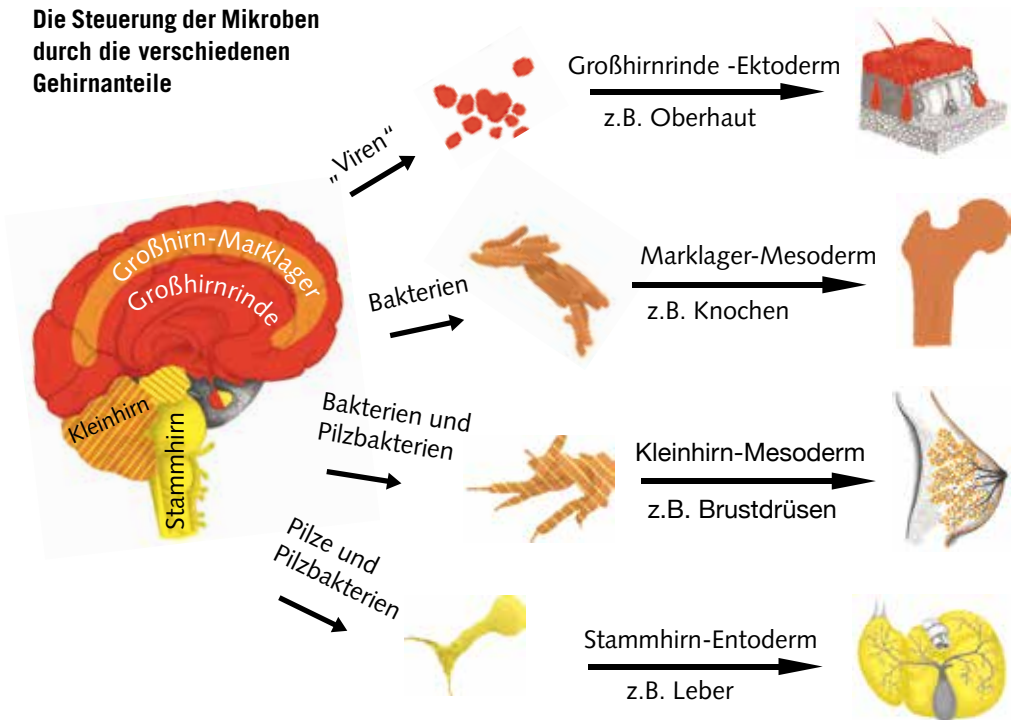 Die Steuerung der Mikroben
durch die verschiedenen
Gehirnanteile
„Viren“
Großhirnrinde -Ektoderm
z.B. Oberhaut
Großhirn-Marklager
Großhirnrinde
Kleinhirn
Stammhirn
Bakterien
Marklager-Mesoderm
z.B. Knochen
Bakterien und
Pilzbakterien
Kleinhirn-Mesoderm
z.B. Brustdrüsen
Pilze und
Pilzbakterien
Stammhirn-Entoderm
z.B. Leber